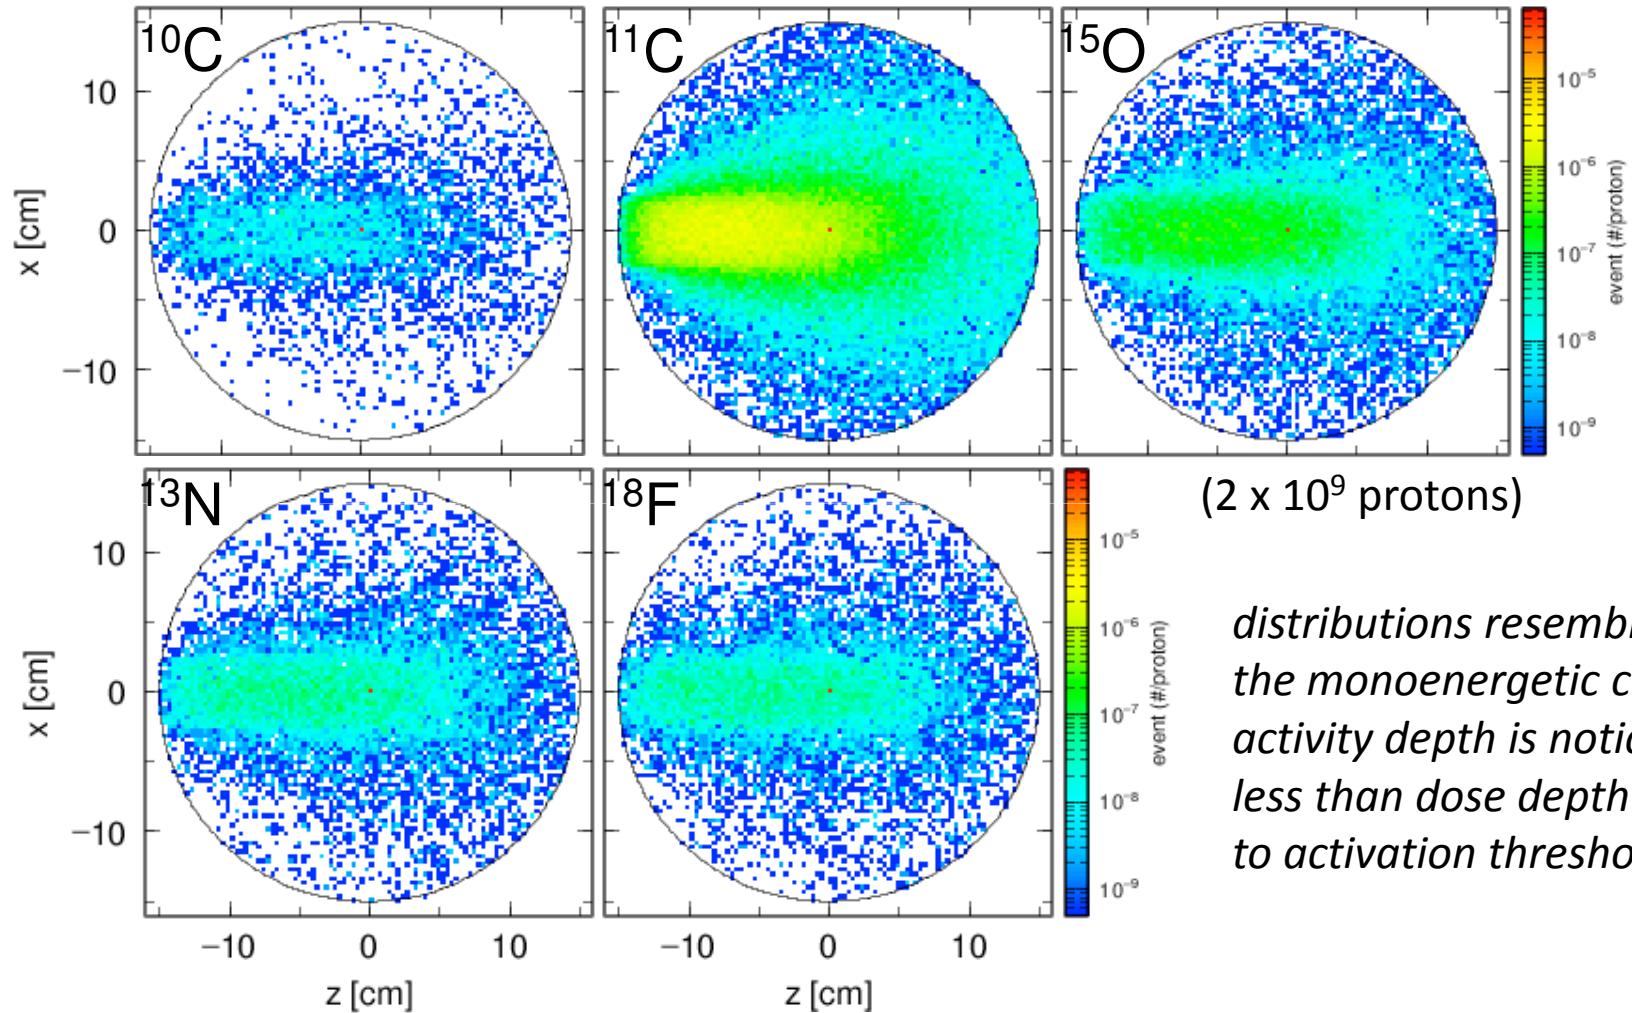 ¹⁰C
¹¹C
¹⁵O
10
0
−10
x [cm]
10⁻⁵
10⁻⁶
10⁻⁷
10⁻⁸
10⁻⁹
event (#/proton)
¹³N
¹⁸F
(2 x 10⁹ protons)
10
0
−10
x [cm]
−10 0 10
z [cm]
−10 0 10
z [cm]
10⁻⁵
10⁻⁶
10⁻⁷
10⁻⁸
10⁻⁹
event (#/proton)
distributions resemb
the monoenergetic c
activity depth is notic
less than dose depth
to activation thresho